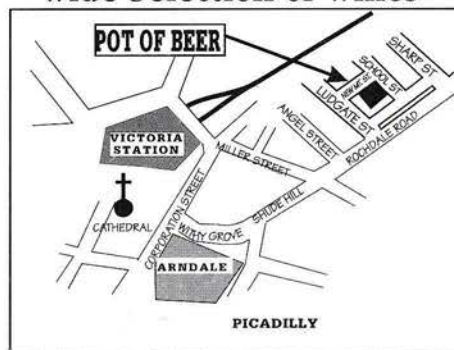 Wide Selection of Wines
POT OF BEER
SHARP ST
SCHOOL ST
NEW MT. ST.
LUDGATE ST
ANGEL STREET
ROCHDALE ROAD
VICTORIA
STATION
MILLER STREET
SHUDE HILL
CATHEDRAL
CORPORATION STREET
WITHY GROVE
ARNDALE
PICADILLY